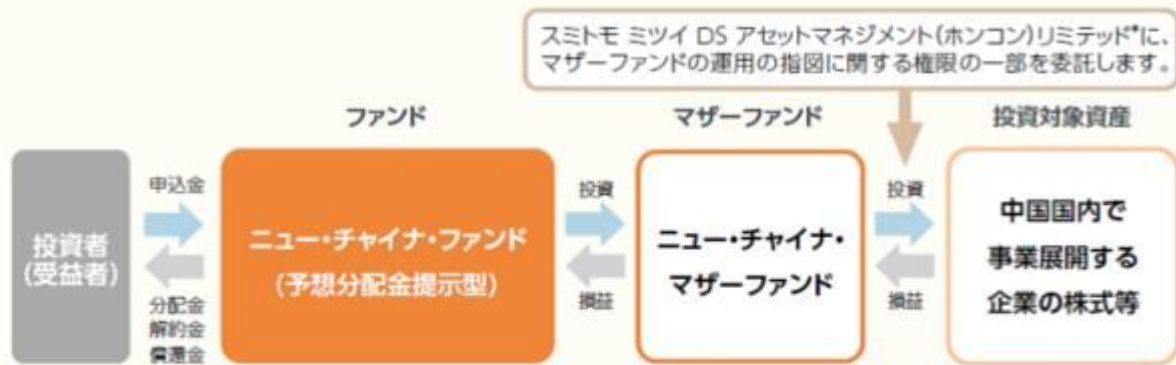 スミトモ ミツイ DS アセットマネジメント(ホンコン)リミテッド*に、
マザーファンドの運用の指図に関する権限の一部を委託します。
ファンド
マザーファンド
投資対象資産
投資者
(受益者)
申込金
分配金
解約金
償還金
ニュー・チャイナ・ファンド
(予想分配金提示型)
投資
損益
ニュー・チャイナ・
マザーファンド
投資
損益
中国国内で
事業展開する
企業の株式等